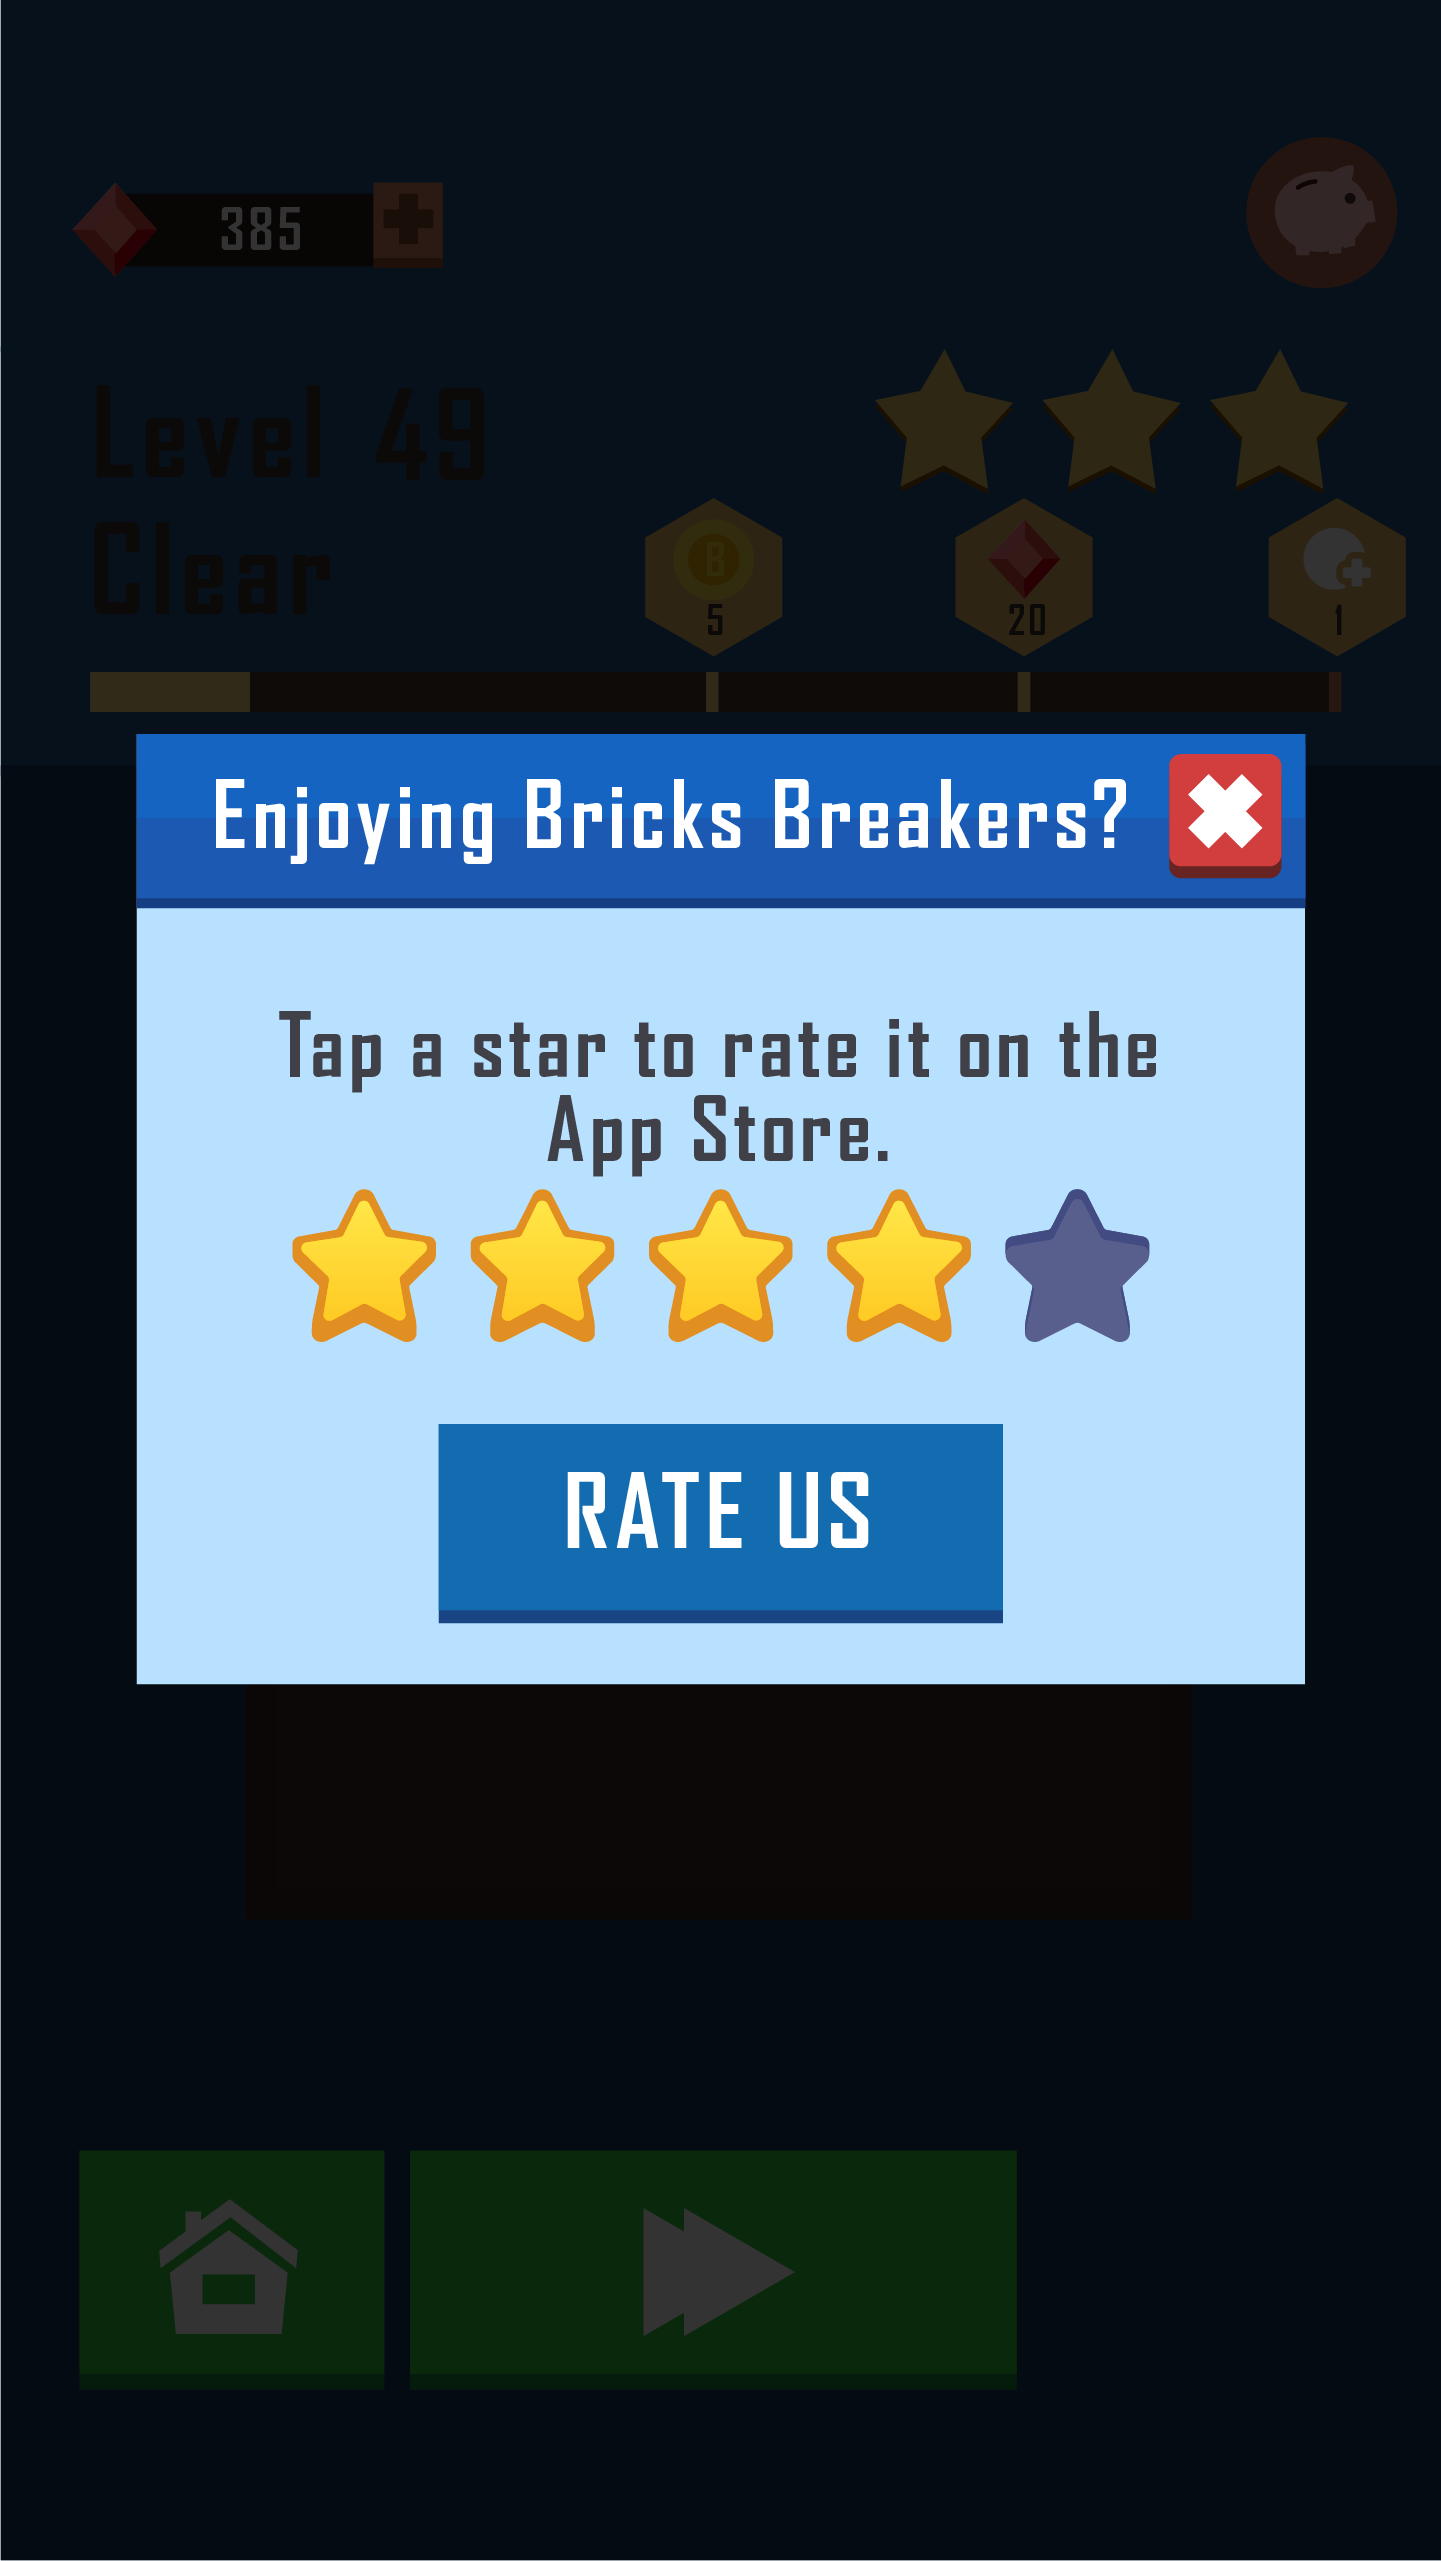 385
Level 49
Clear
B
5
20
1
Enjoying Bricks Breakers?
Tap a star to rate it on the
App Store.
RATE US